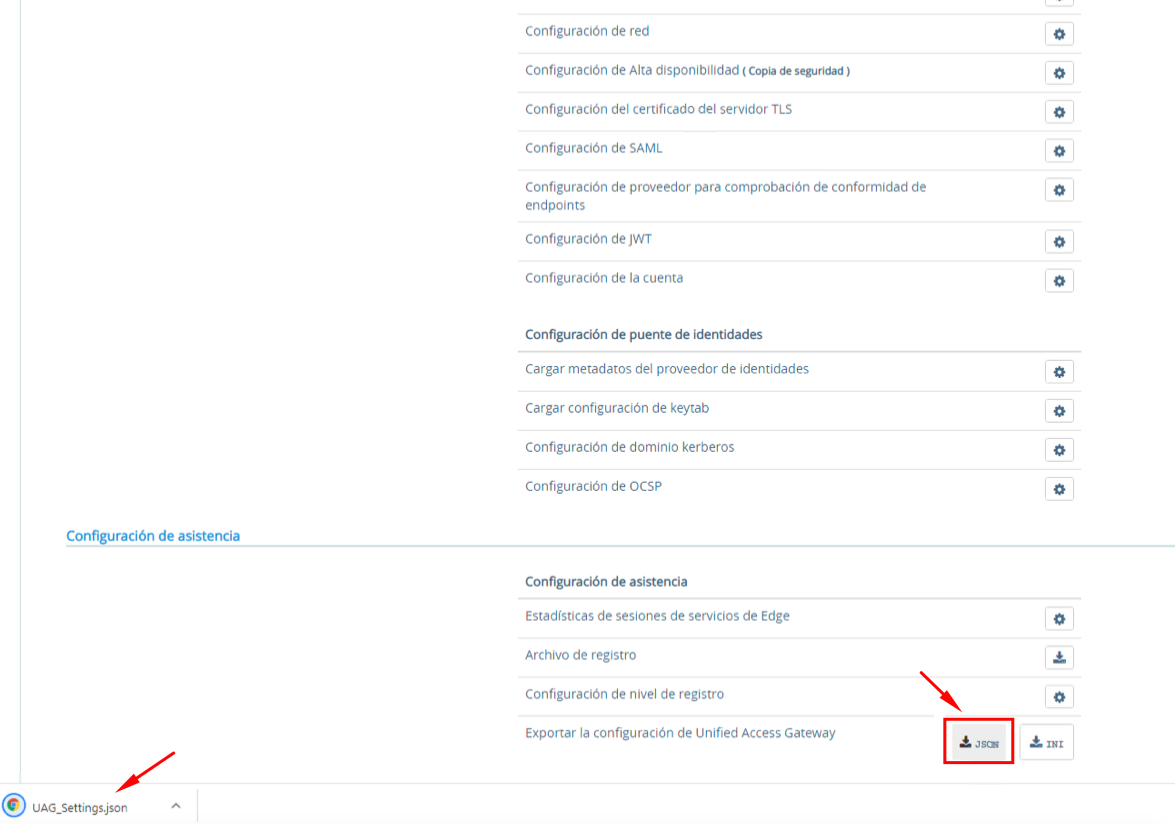 Configuración de red
Configuración de Alta disponibilidad ( Copia de seguridad )
Configuración del certificado del servidor TLS
Configuración de SAML
Configuración de proveedor para comprobación de conformidad de
endpoints
Configuración de JWT
Configuración de la cuenta
Configuración de puente de identidades
Cargar metadatos del proveedor de identidades
Cargar configuración de keytab
Configuración de dominio kerberos
Configuración de OCSP
Configuración de asistencia
Configuración de asistencia
Estadísticas de sesiones de servicios de Edge
Archivo de registro
Configuración de nivel de registro
Exportar la configuración de Unified Access Gateway
JSON
INI
UAG_Settings.json